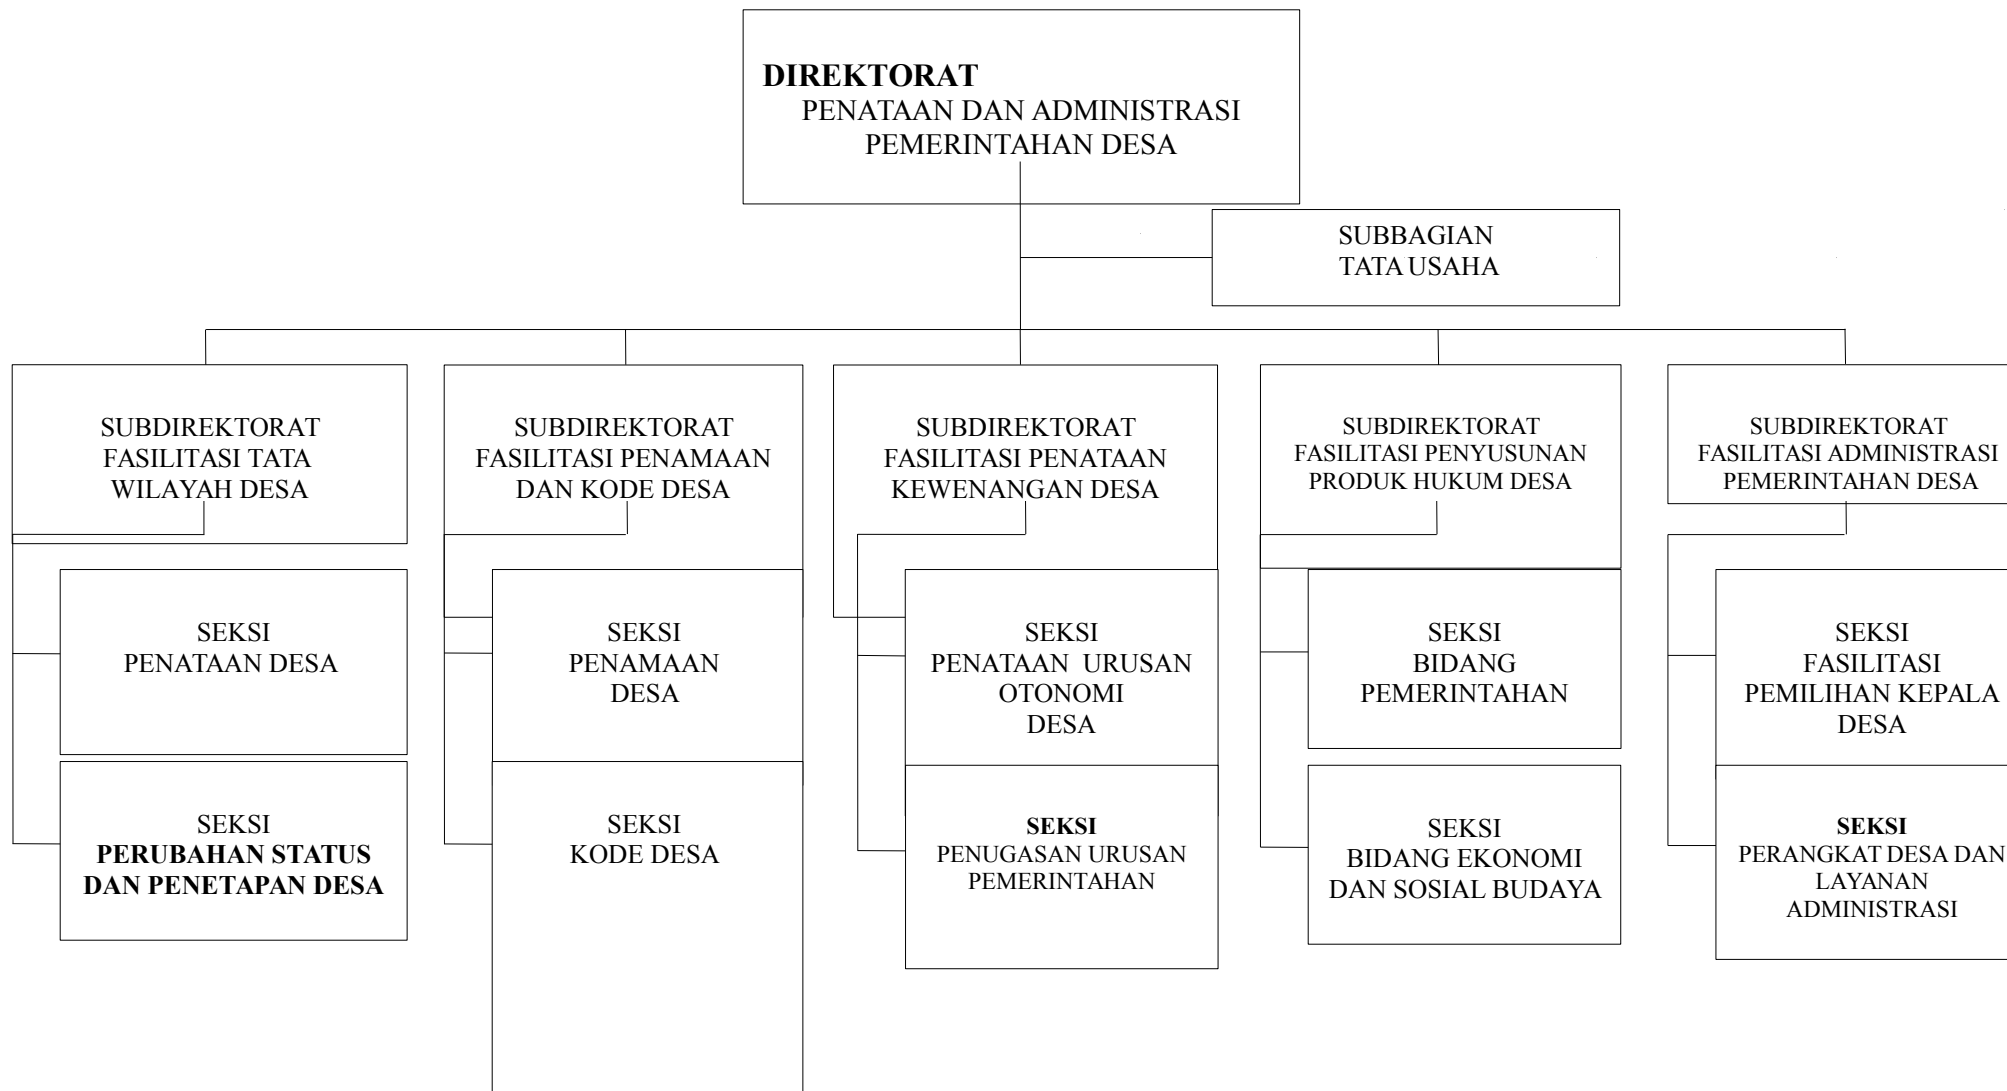 DIREKTORAT
PENATAAN DAN ADMINISTRASI
PEMERINTAHAN DESA
SUBBAGIAN
TATA USAHA
SUBDIREKTORAT
FASILITASI TATA
WILAYAH DESA
SUBDIREKTORAT
FASILITASI PENAMAAN
DAN KODE DESA
SUBDIREKTORAT
FASILITASI PENATAAN
KEWENANGAN DESA
SUBDIREKTORAT
FASILITASI PENYUSUNAN
PRODUK HUKUM DESA
SUBDIREKTORAT
FASILITASI ADMINISTRASI
PEMERINTAHAN DESA
SEKSI
PENATAAN DESA
SEKSI
PENAMAAN
DESA
SEKSI
PENATAAN  URUSAN
OTONOMI
DESA
SEKSI
BIDANG
PEMERINTAHAN
SEKSI
FASILITASI
PEMILIHAN KEPALA
DESA
SEKSI
PERUBAHAN STATUS
DAN PENETAPAN DESA
SEKSI
KODE DESA
SEKSI
PENUGASAN URUSAN
PEMERINTAHAN
SEKSI
BIDANG EKONOMI
DAN SOSIAL BUDAYA
SEKSI
PERANGKAT DESA DAN
LAYANAN
ADMINISTRASI